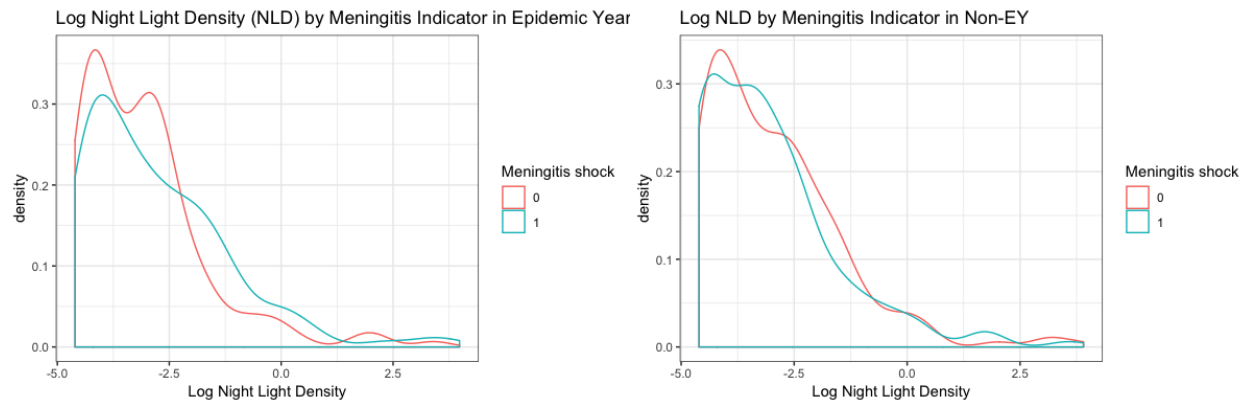 Log Night Light Density (NLD) by Meningitis Indicator in Epidemic Year
0.3
0.2
0.1
0.0
density
-5.0
-2.5
0.0
2.5
Log Night Light Density
Meningitis shock
0
1
Log NLD by Meningitis Indicator in Non-EY
0.3
0.2
0.1
0.0
density
-5.0
-2.5
0.0
2.5
Log Night Light Density
Meningitis shock
0
1